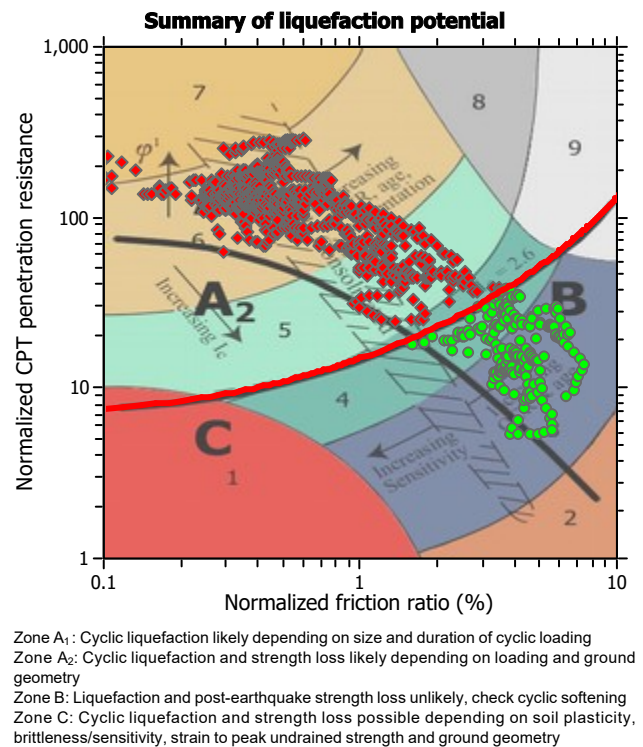 Summary of liquefaction potential
1,000
100
10
1
Normalized CPT penetration resistance
7
8
9
φ'
Increasing
age,
6
= 2.6
A2
B
Increasing Ic
5
4
C
1
Increasing
Sensitivity
2
0.1
1
10
Normalized friction ratio (%)
Zone A₁: Cyclic liquefaction likely depending on size and duration of cyclic loading
Zone A₂: Cyclic liquefaction and strength loss likely depending on loading and ground
geometry
Zone B: Liquefaction and post-earthquake strength loss unlikely, check cyclic softening
Zone C: Cyclic liquefaction and strength loss possible depending on soil plasticity,
brittleness/sensitivity, strain to peak undrained strength and ground geometry